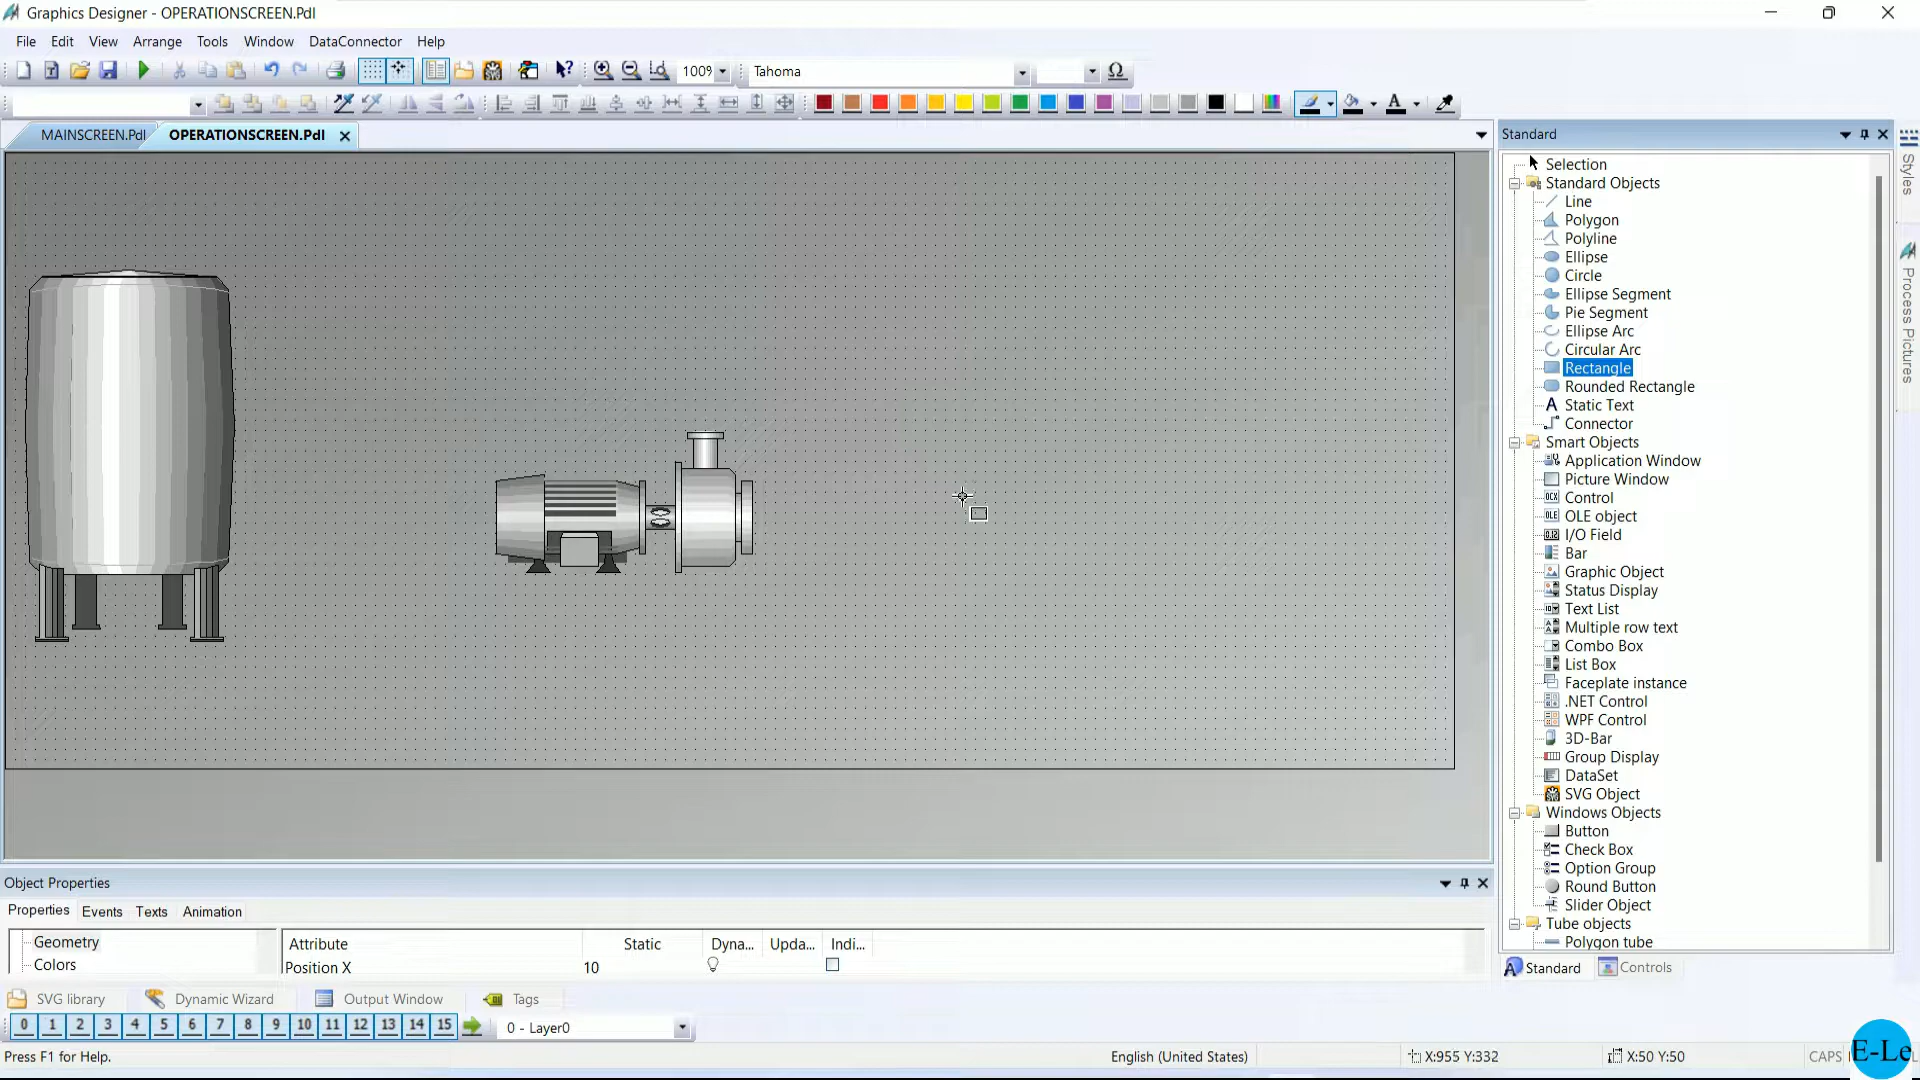 Graphics Designer - OPERATIONSCREEN.Pdl
File Edit View Arrange Tools Window DataConnector Help
100% Tahoma Ω
MAINSCREEN.Pdl OPERATIONSCREEN.Pdl
Standard
Selection
Standard Objects
Line
Polygon
Polyline
Ellipse
Circle
Ellipse Segment
Pie Segment
Ellipse Arc
Circular Arc
Rectangle
Rounded Rectangle
Static Text
Connector
Smart Objects
Application Window
Picture Window
Control
OLE object
I/O Field
Bar
Graphic Object
Status Display
Text List
Multiple row text
Combo Box
List Box
Faceplate instance
.NET Control
WPF Control
3D-Bar
Group Display
DataSet
SVG Object
Windows Objects
Button
Check Box
Option Group
Round Button
Slider Object
Tube objects
Polygon tube
Standard Controls
Styles
Process Pictures
Object Properties
Properties Events Texts Animation
Geometry
Colors
Attribute Static Dyna... Upda... Indi...
Position X 10
SVG library Dynamic Wizard Output Window Tags
0 1 2 3 4 5 6 7 8 9 10 11 12 13 14 15 0 - Layer0
Press F1 for Help. English (United States) X:955 Y:332 X:50 Y:50 CAPS
E-Le